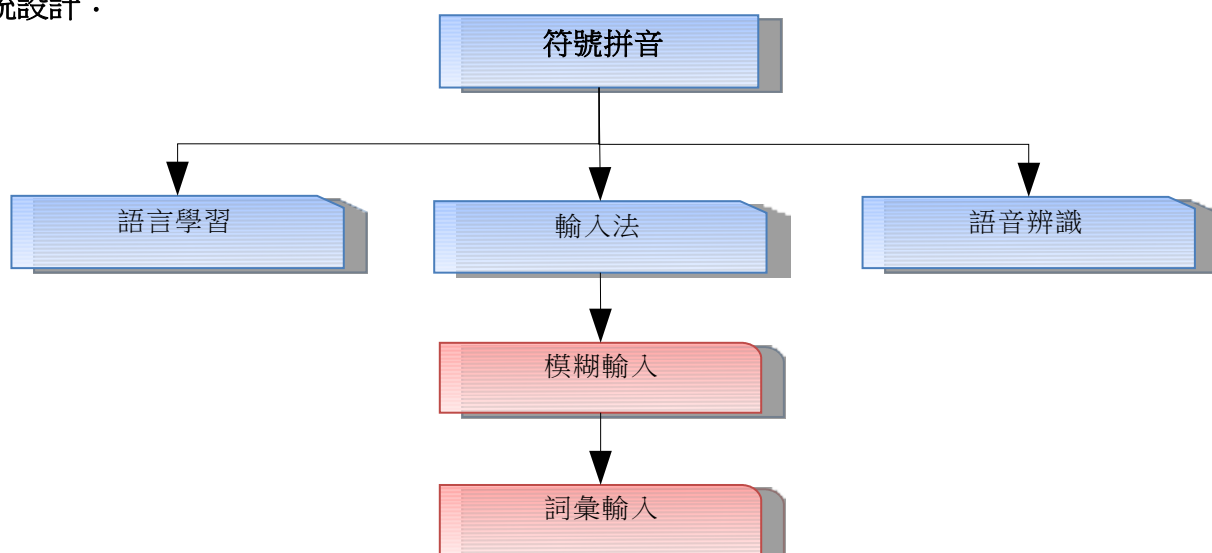 統設計：
符號拼音
語言學習
輸入法
語音辨識
模糊輸入
詞彙輸入